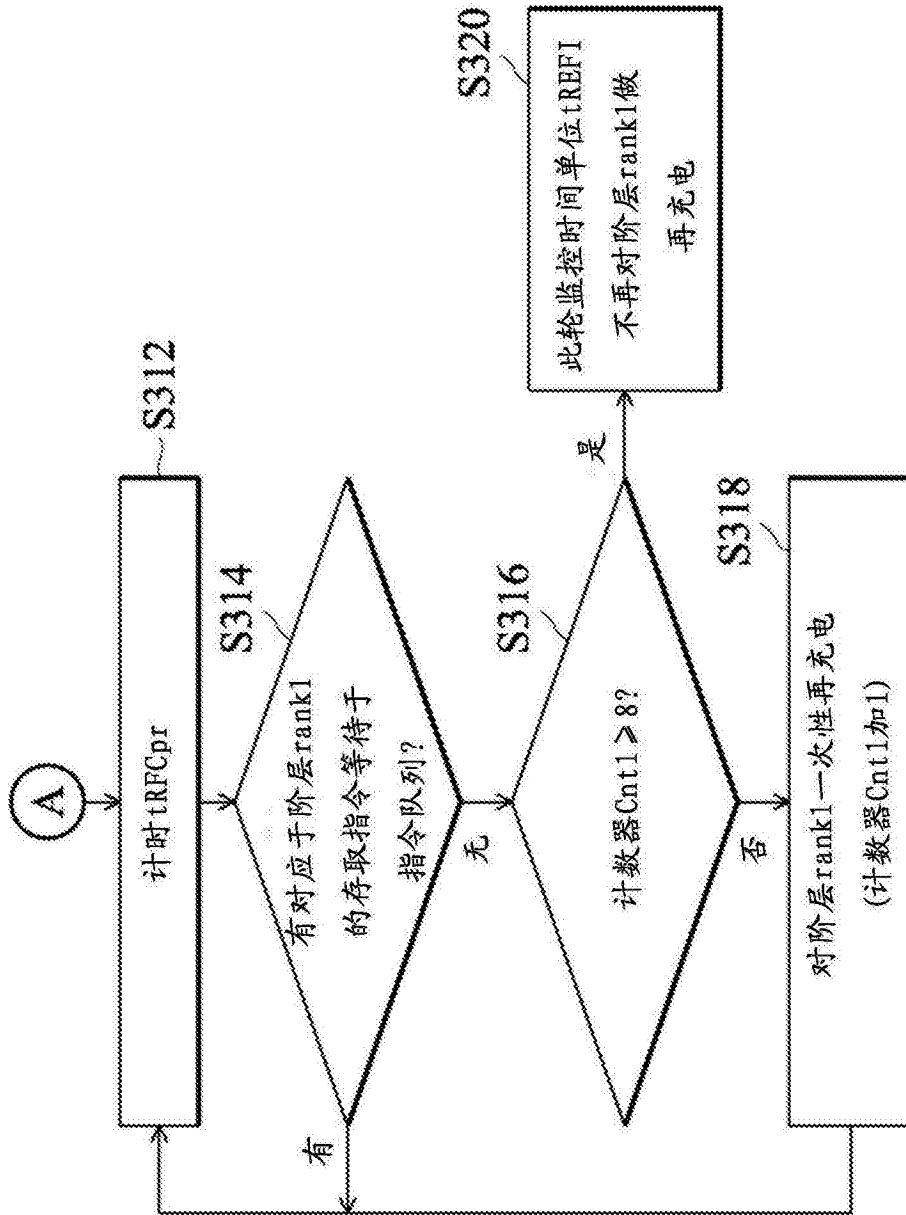 A
S312
计时tRFCpr
S314
有对应于阶层rank1
的存取指令等待于
指令队列?
有
无
S316
计数器Cnt1≥8?
是
否
S320
此轮监控时间单位tREFI
不再对阶层rank1做
再充电
S318
对阶层rank1一次性再充电
(计数器Cnt1加1)